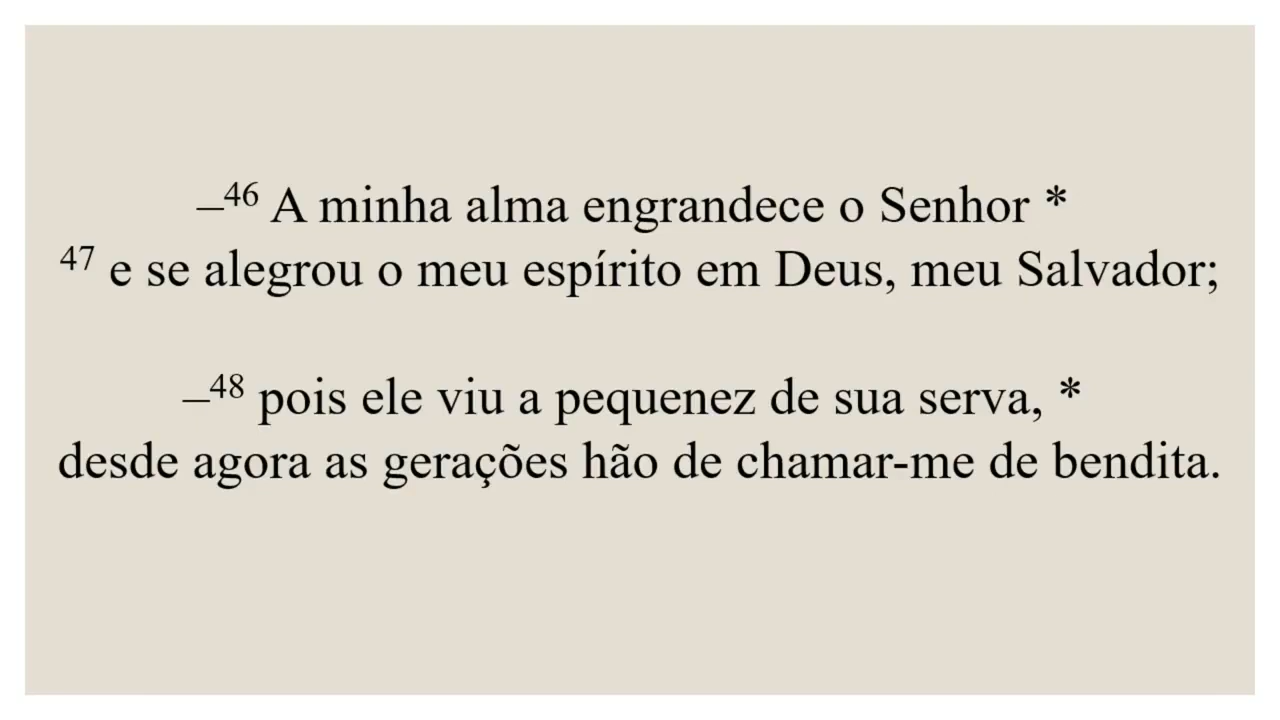 –⁴⁶ A minha alma engrandece o Senhor *
⁴⁷ e se alegrou o meu espírito em Deus, meu Salvador;
–⁴⁸ pois ele viu a pequenez de sua serva, *
desde agora as gerações hão de chamar-me de bendita.